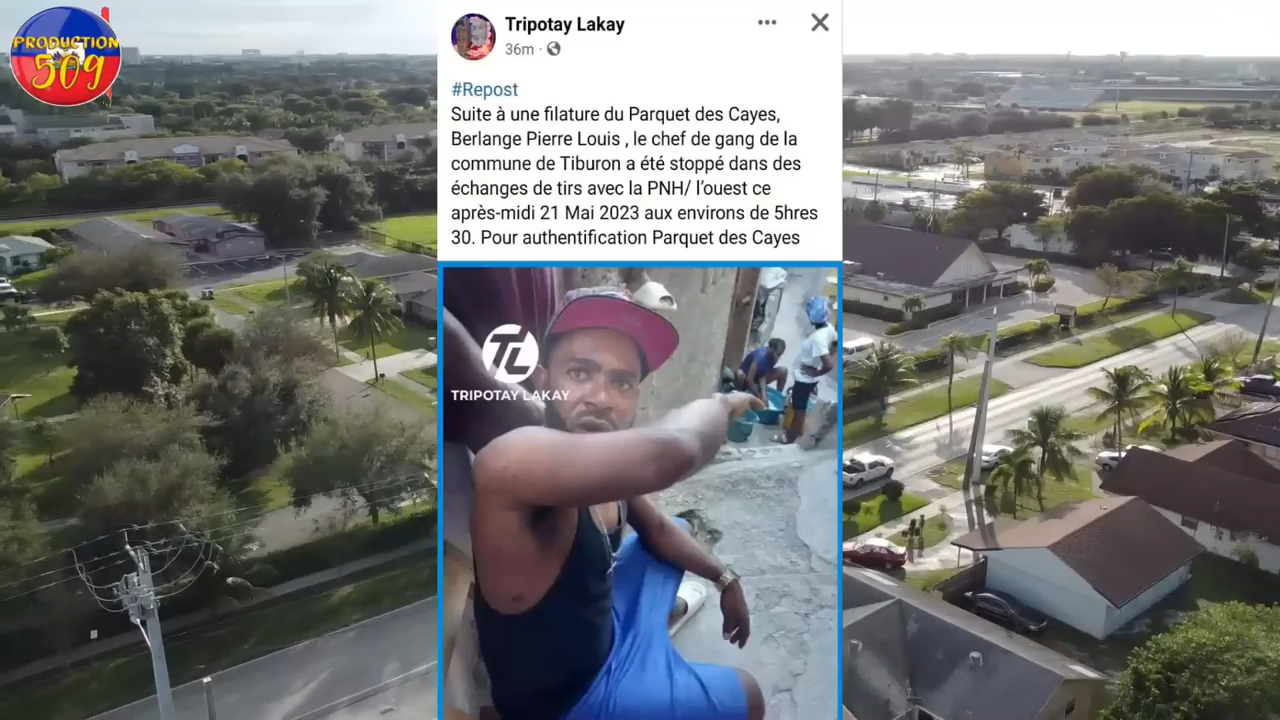 PRODUCTION
509
Tripotay Lakay
36m
#Repost
Suite à une filature du Parquet des Cayes,
Berlange Pierre Louis , le chef de gang de la
commune de Tiburon a été stoppé dans des
échanges de tirs avec la PNH/ l'ouest ce
après-midi 21 Mai 2023 aux environs de 5hres
30. Pour authentification Parquet des Cayes
TL
TRIPOTAY LAKAY